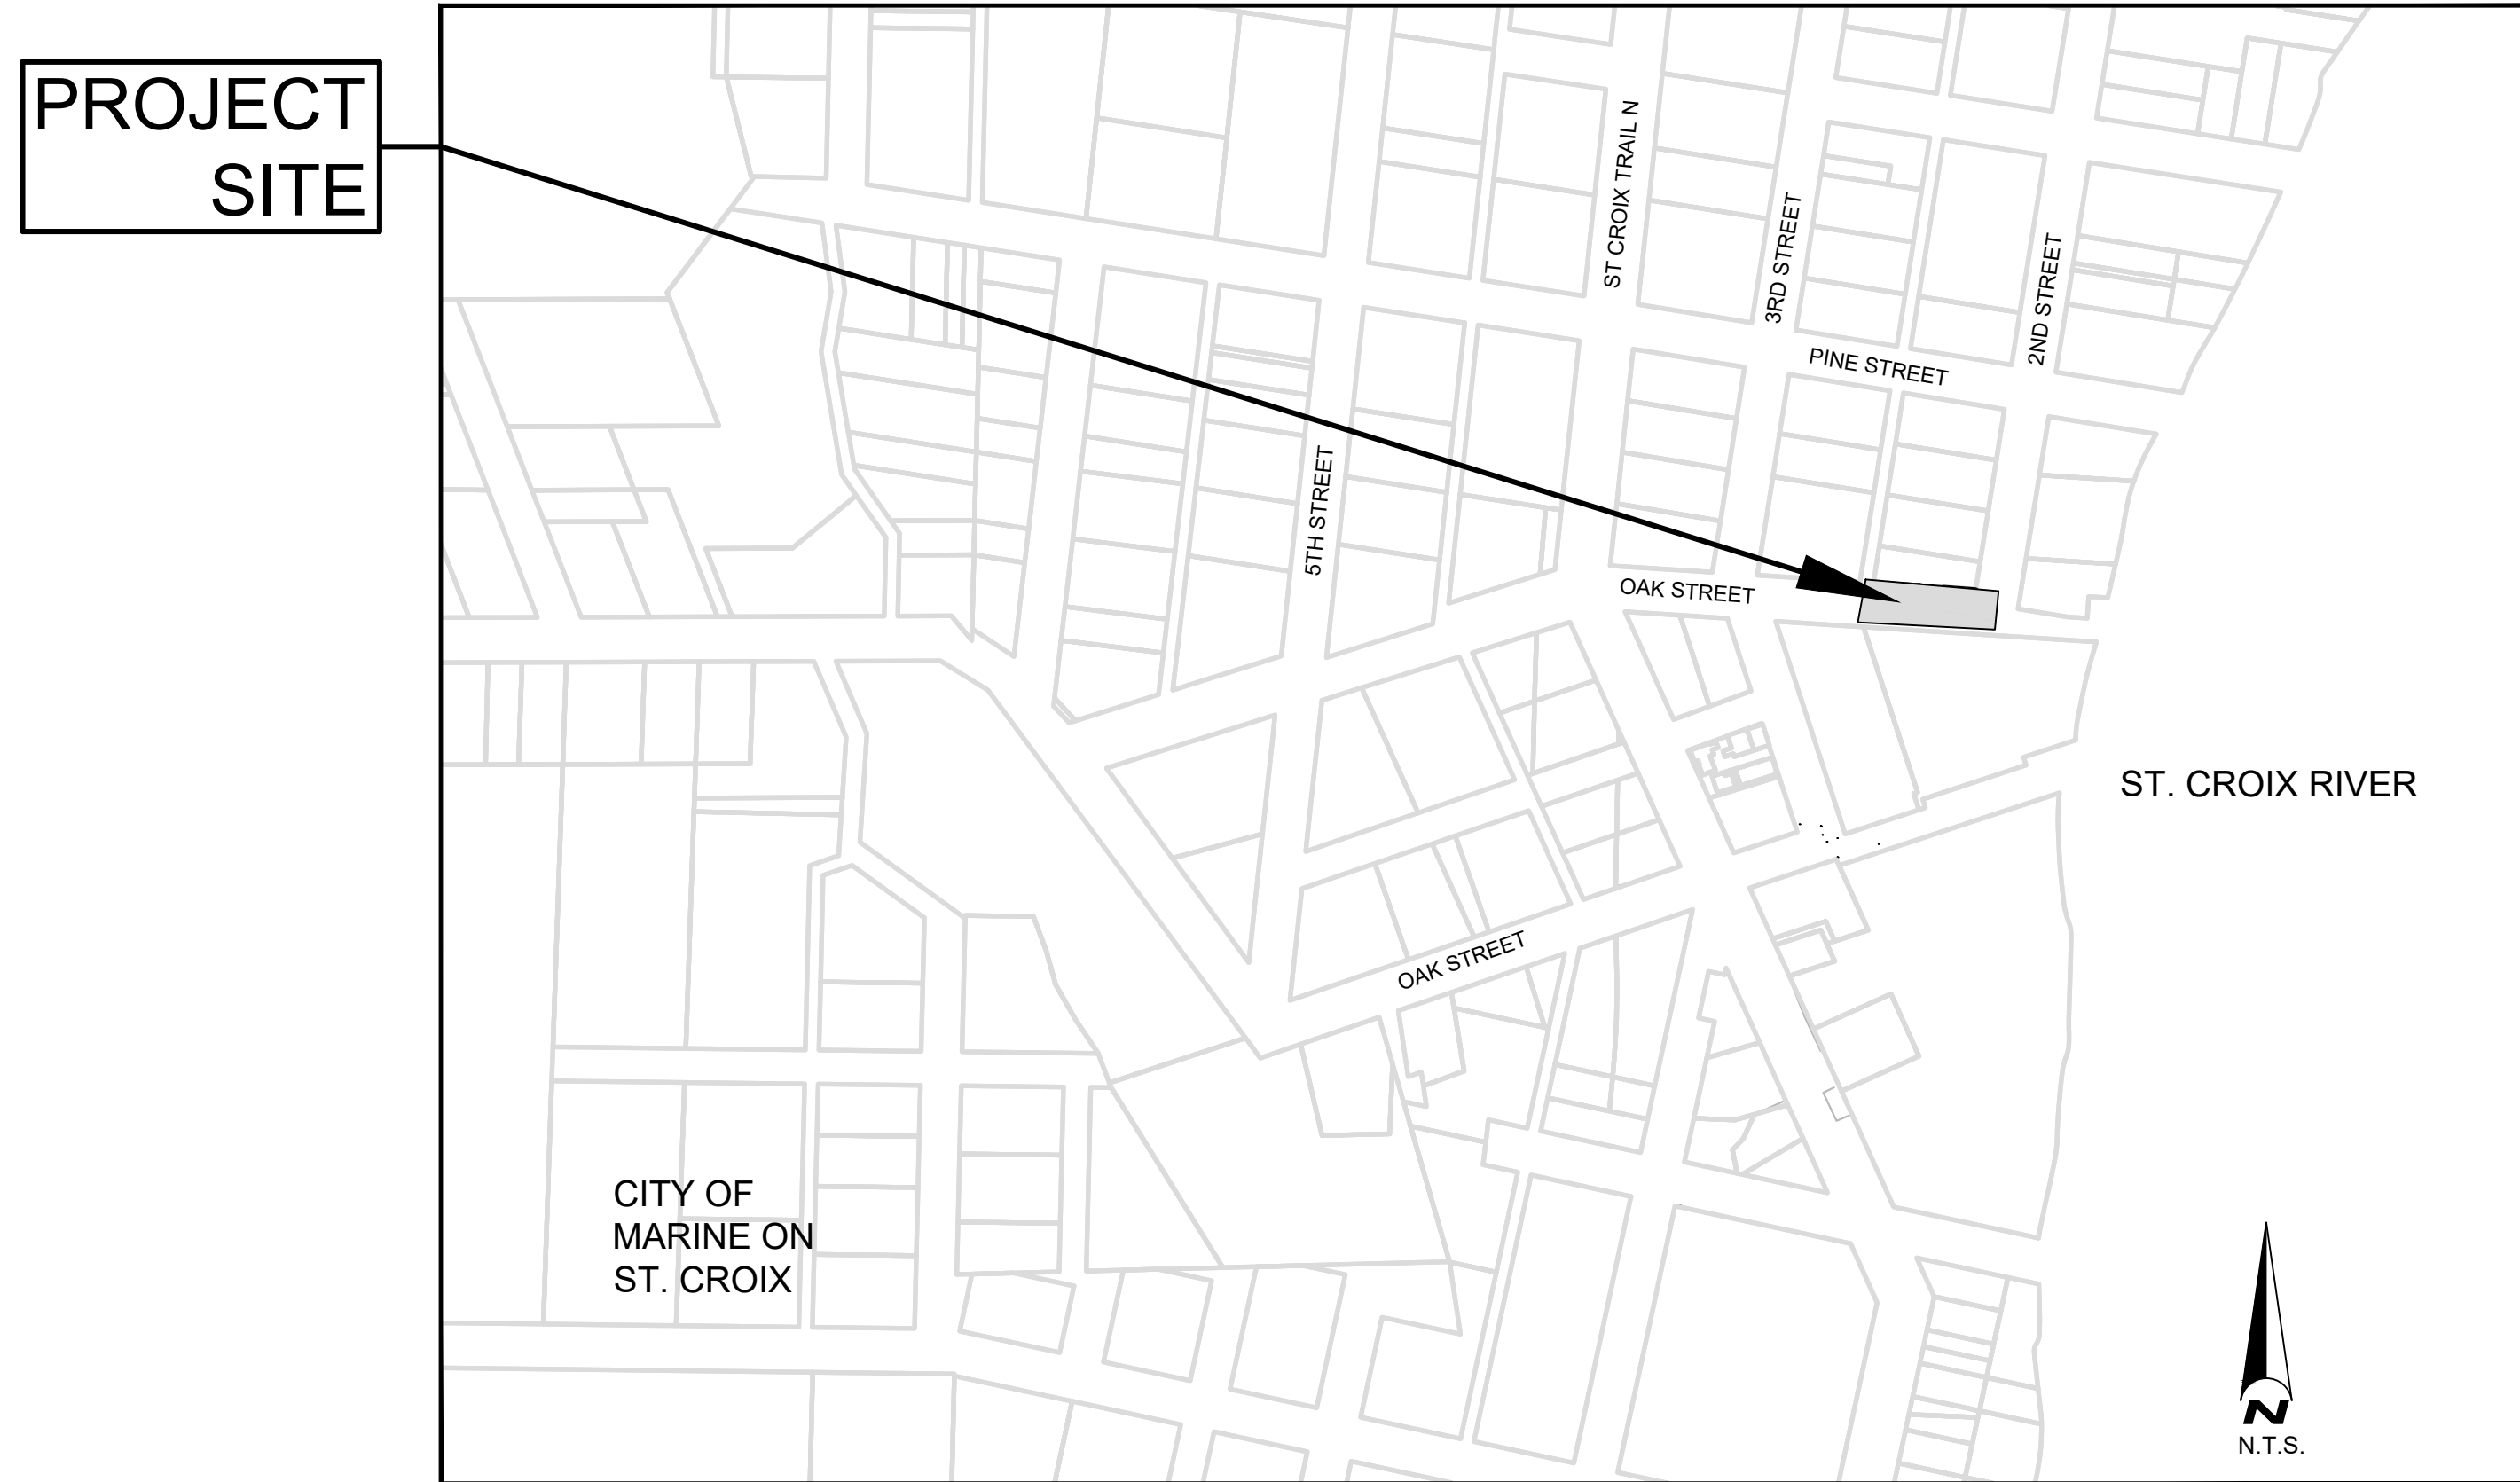 PROJECT
SITE
ST CROIX TRAIL N
3RD STREET
2ND STREET
PINE STREET
5TH STREET
OAK STREET
ST. CROIX RIVER
OAK STREET
CITY OF
MARINE ON
ST. CROIX
N
N.T.S.